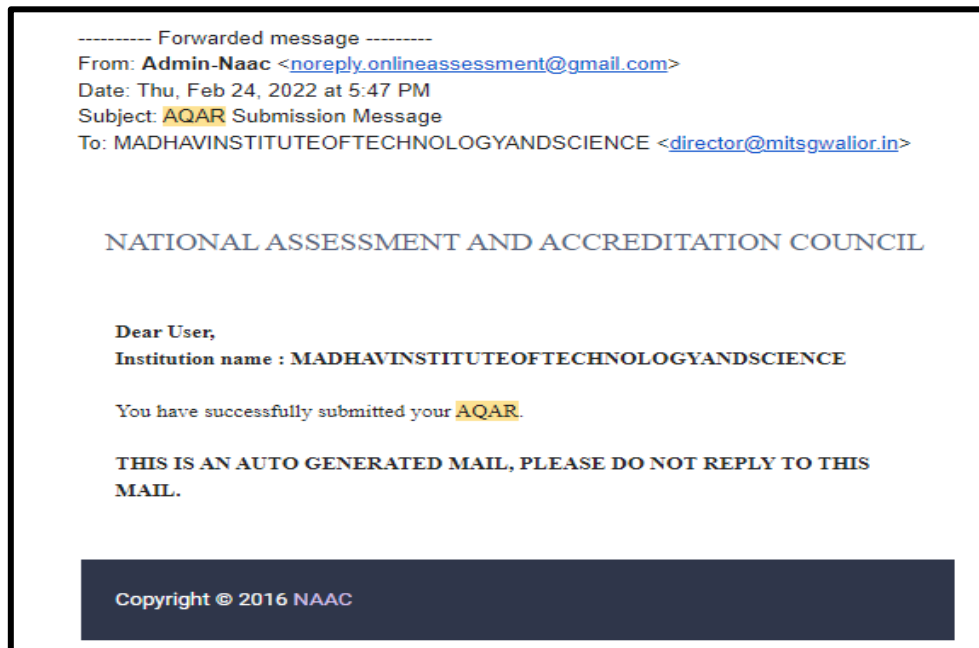 ---------- Forwarded message ---------
From: Admin-Naac <noreply.onlineassessment@gmail.com>
Date: Thu, Feb 24, 2022 at 5:47 PM
Subject: AQAR Submission Message
To: MADHAVINSTITUTEOFTECHNOLOGYANDSCIENCE <director@mitsgwalior.in>
NATIONAL ASSESSMENT AND ACCREDITATION COUNCIL
Dear User,
Institution name : MADHAVINSTITUTEOFTECHNOLOGYANDSCIENCE
You have successfully submitted your AQAR.
THIS IS AN AUTO GENERATED MAIL, PLEASE DO NOT REPLY TO THIS
MAIL.
Copyright © 2016 NAAC